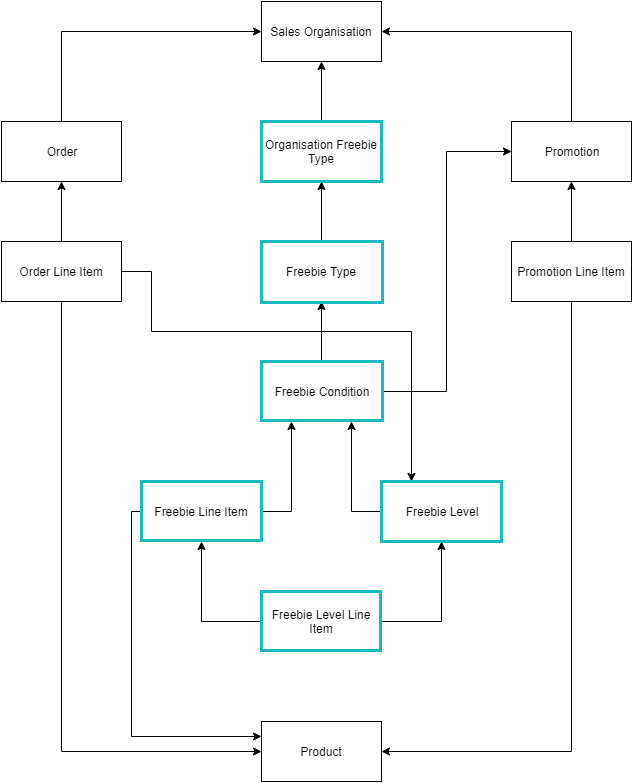 Sales Organisation
Order
Organisation Freebie
Type
Promotion
Order Line Item
Freebie Type
Promotion Line Item
Freebie Condition
Freebie Line Item
Freebie Level
Freebie Level Line
Item
Product